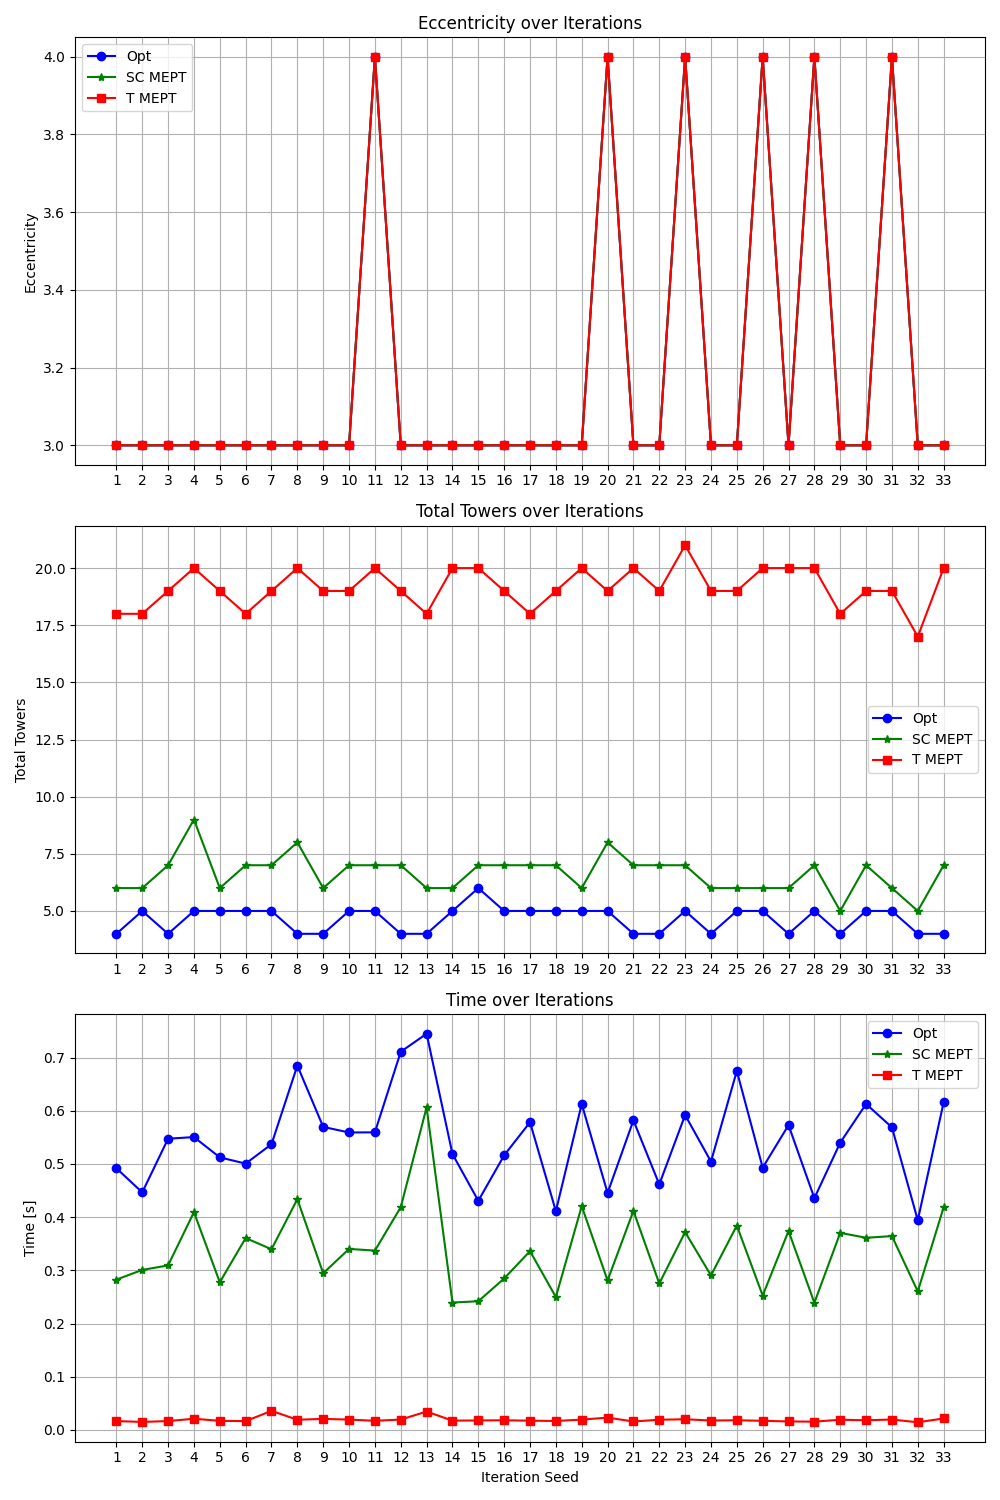 Eccentricity over Iterations
Opt
SC MEPT
T MEPT
Eccentricity
4.0
3.8
3.6
3.4
3.2
3.0
1 2 3 4 5 6 7 8 9 10 11 12 13 14 15 16 17 18 19 20 21 22 23 24 25 26 27 28 29 30 31 32 33
Total Towers over Iterations
Total Towers
20.0
17.5
15.0
12.5
10.0
7.5
5.0
Opt
SC MEPT
T MEPT
1 2 3 4 5 6 7 8 9 10 11 12 13 14 15 16 17 18 19 20 21 22 23 24 25 26 27 28 29 30 31 32 33
Time over Iterations
Opt
SC MEPT
T MEPT
Time [s]
0.7
0.6
0.5
0.4
0.3
0.2
0.1
0.0
1 2 3 4 5 6 7 8 9 10 11 12 13 14 15 16 17 18 19 20 21 22 23 24 25 26 27 28 29 30 31 32 33
Iteration Seed